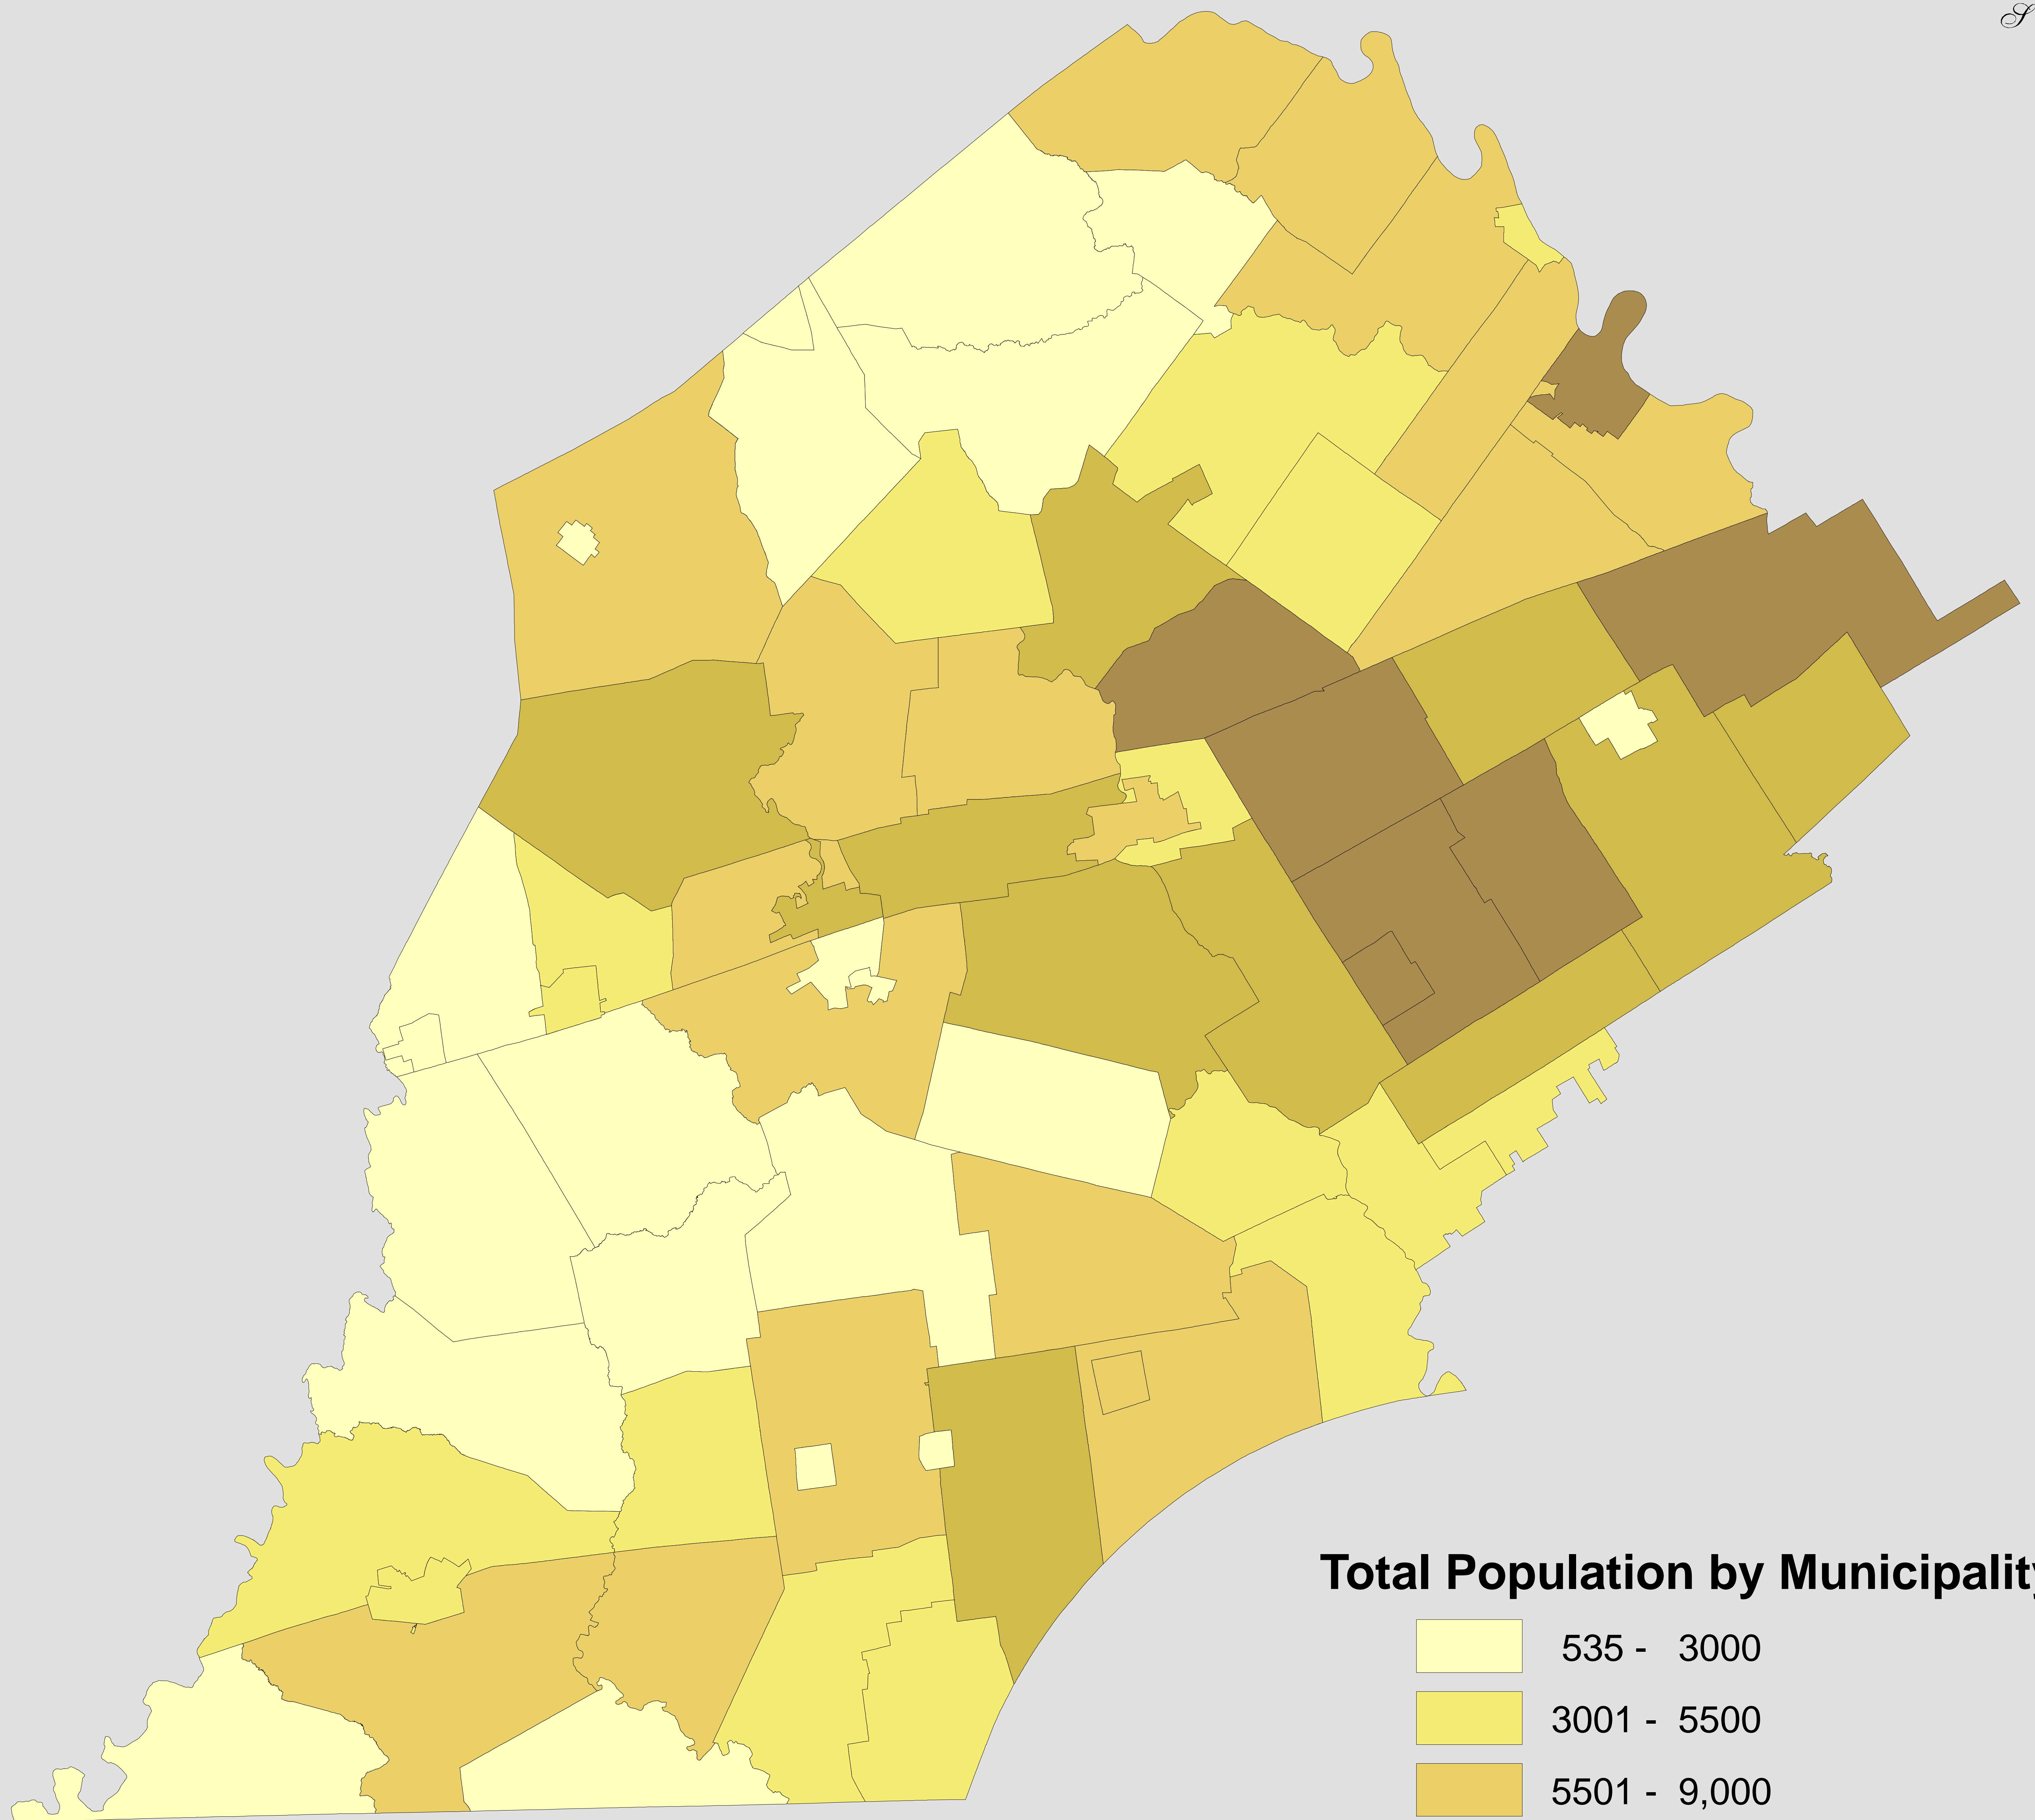 Total Population by Municipality
535 - 3000
3001 - 5500
5501 - 9,000